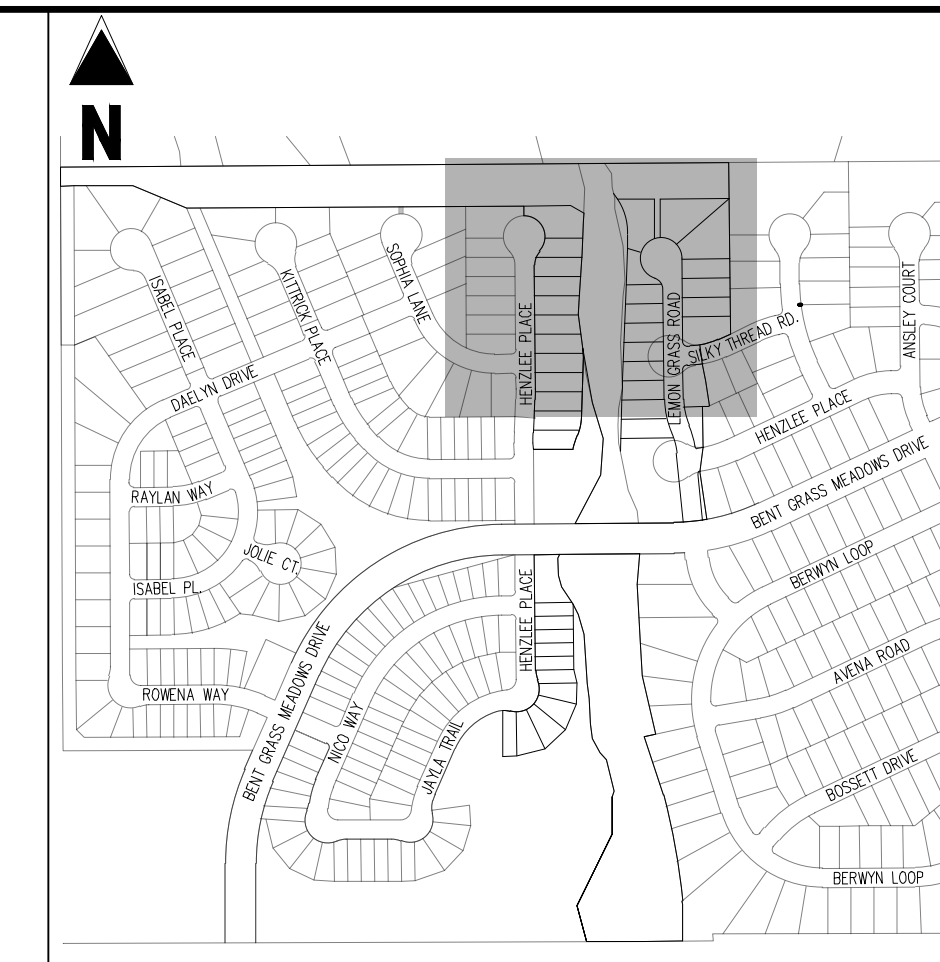 N
ISABEL PLACE
KITTRICK PLACE
SOPHIA LANE
HENZLEE PLACE
LEMON GRASS ROAD
SILKY THREAD RD.
ANSLEY COURT
DAELYN DRIVE
HENZLEE PLACE
BENT GRASS MEADOWS DRIVE
RAYLAN WAY
JOLIE CT.
ISABEL PL.
BERWYN LOOP
HENZLEE PLACE
AVENA ROAD
ROWENA WAY
BENT GRASS MEADOWS DRIVE
NICO WAY
JAYLA TRAIL
BOSSETT DRIVE
BERWYN LOOP